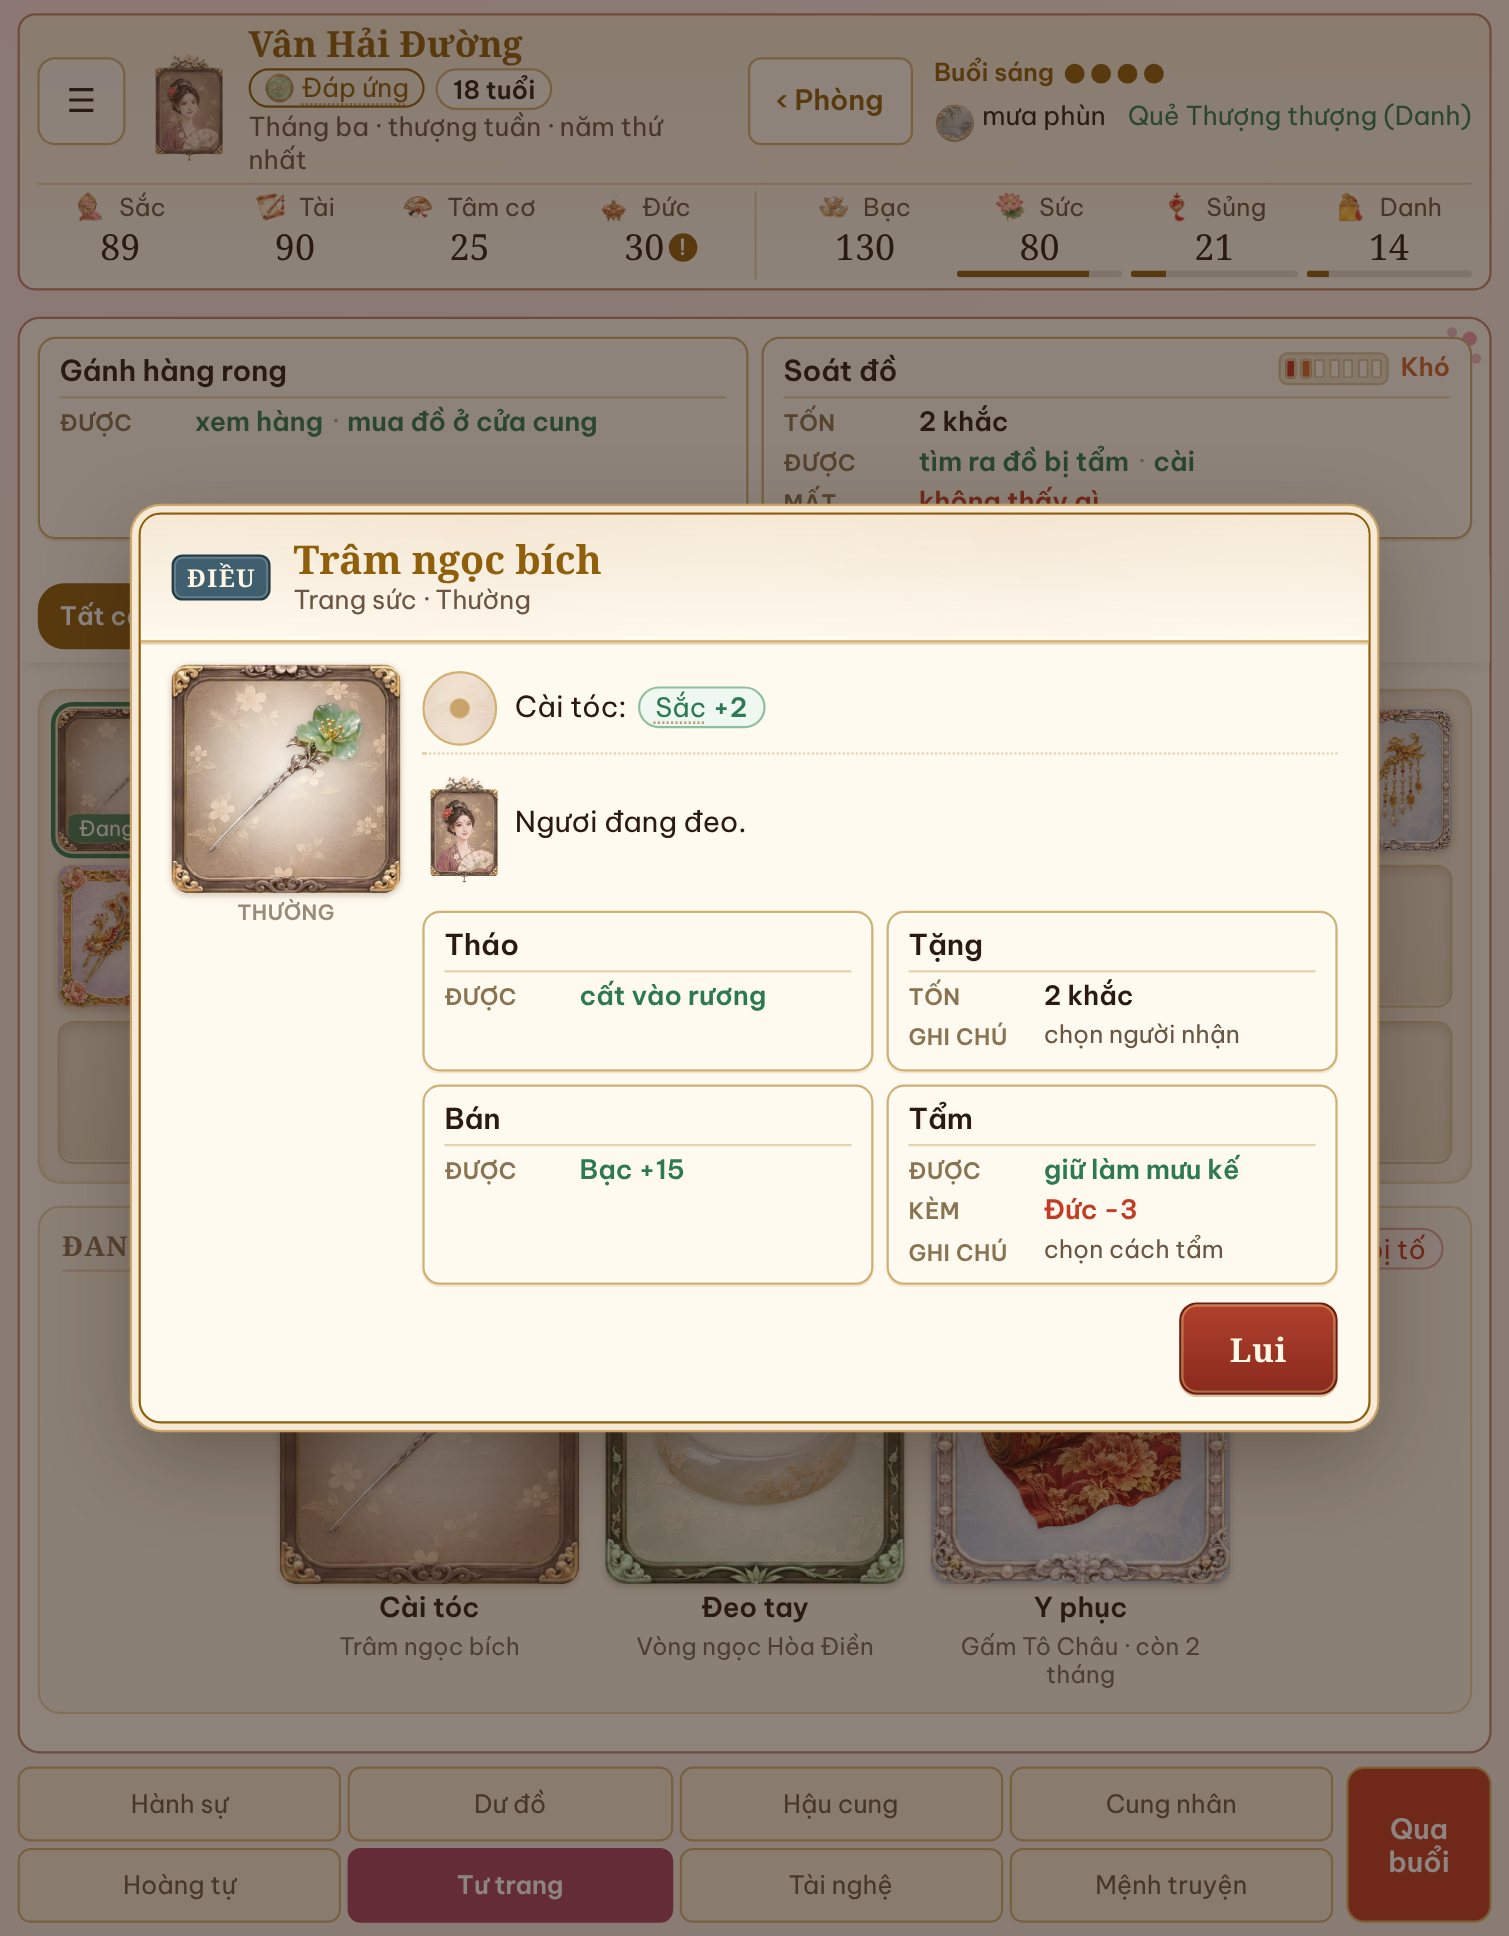 Vân Hải Đường
Đáp ứng
18 tuổi
Tháng ba · thượng tuần · năm thứ
nhất
< Phòng
Buổi sáng
mưa phùn
Quẻ Thượng thượng (Danh)
Sắc
Tài
Tâm cơ
Đức
Bạc
Sức
Sủng
Danh
89
90
25
30 !
130
80
21
14
Gánh hàng rong
ĐƯỢC xem hàng · mua đồ ở cửa cung
Soát đồ
Khó
TỐN 2 khắc
ĐƯỢC tìm ra đồ bị tẩm · cài
MẤT không thấy gì
Tất
ĐIỀU
Trâm ngọc bích
Trang sức · Thường
THƯỜNG
Cài tóc: Sắc +2
Ngươi đang đeo.
Tháo
ĐƯỢC cất vào rương
Tặng
TỐN 2 khắc
GHI CHÚ chọn người nhận
Bán
ĐƯỢC Bạc +15
Tẩm
ĐƯỢC giữ làm mưu kế
KÈM Đức -3
GHI CHÚ chọn cách tẩm
Lui
Đang
tố
Cài tóc
Trâm ngọc bích
Đeo tay
Vòng ngọc Hòa Điền
Y phục
Gấm Tô Châu · còn 2
tháng
Hành sự
Dư đồ
Hậu cung
Cung nhân
Qua
buổi
Hoàng tự
Tư trang
Tài nghệ
Mệnh truyện